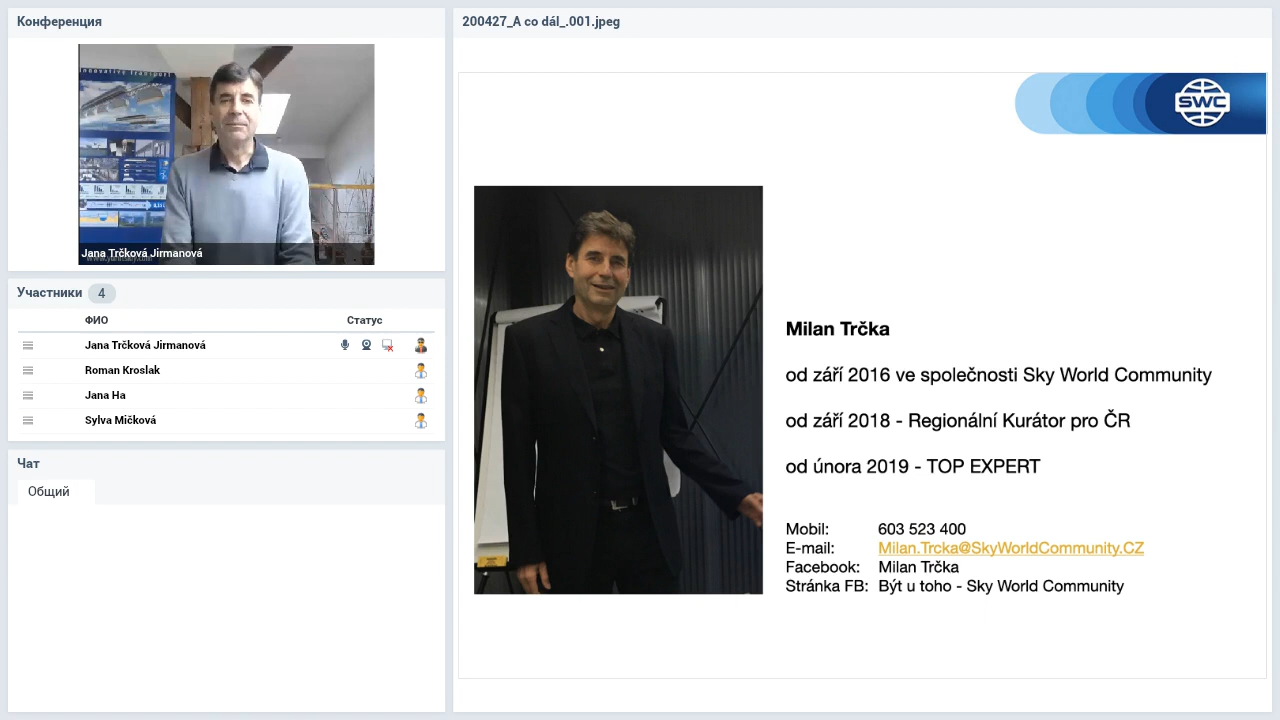 Конференция
Innovative Transport
Jana Trčková Jirmanová
Участники 4
ФИО Статус
Jana Trčková Jirmanová
Roman Kroslak
Jana Ha
Sylva Mičková
Чат
Общий
200427_A co dál_.001.jpeg
SWC
Milan Trčka
od září 2016 ve společnosti Sky World Community
od září 2018 - Regionální Kurátor pro ČR
od února 2019 - TOP EXPERT
Mobil: 603 523 400
E-mail: Milan.Trcka@SkyWorldCommunity.CZ
Facebook: Milan Trčka
Stránka FB: Být u toho - Sky World Community